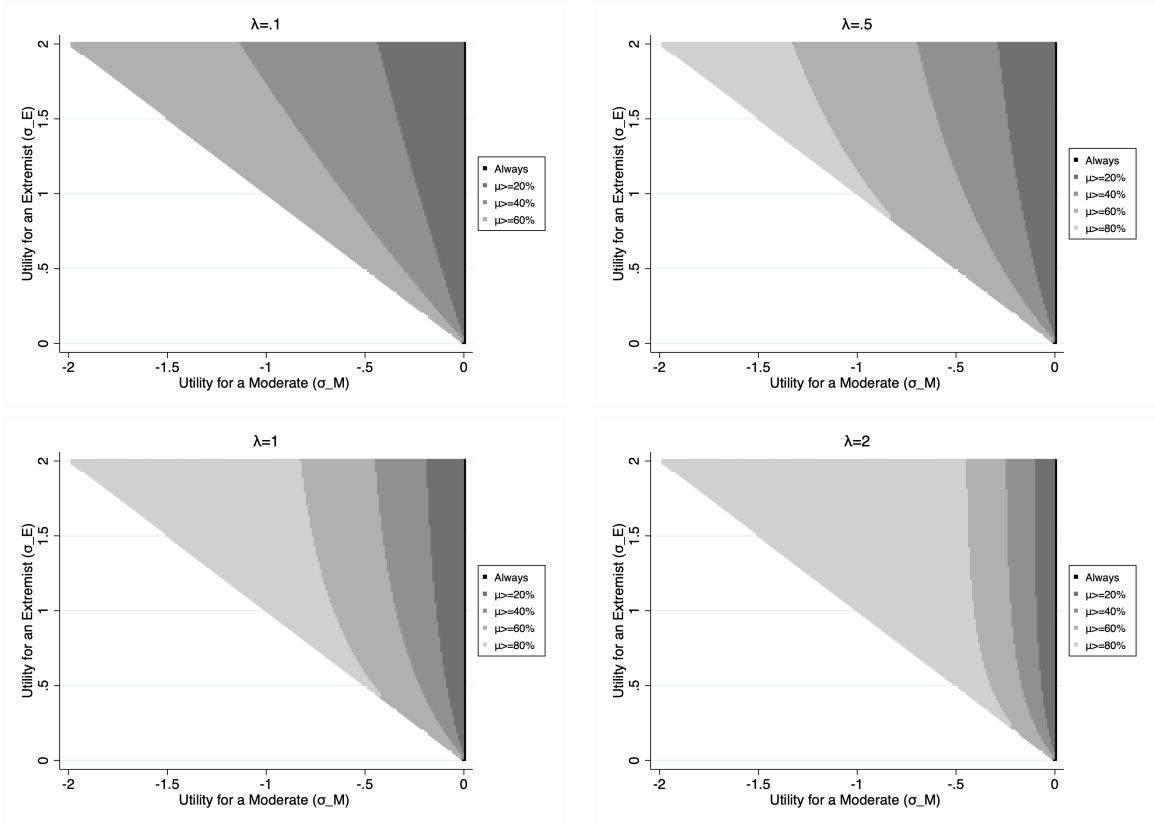 λ=.1
Utility for an Extremist (σ_E)
2
1.5
1
.5
0
-2 -1.5 -1 -.5 0
Utility for a Moderate (σ_M)
Always
μ>=20%
μ>=40%
μ>=60%
λ=.5
Utility for an Extremist (σ_E)
2
1.5
1
.5
0
-2 -1.5 -1 -.5 0
Utility for a Moderate (σ_M)
Always
μ>=20%
μ>=40%
μ>=60%
μ>=80%
λ=1
Utility for an Extremist (σ_E)
2
1.5
1
.5
0
-2 -1.5 -1 -.5 0
Utility for a Moderate (σ_M)
Always
μ>=20%
μ>=40%
μ>=60%
μ>=80%
λ=2
Utility for an Extremist (σ_E)
2
1.5
1
.5
0
-2 -1.5 -1 -.5 0
Utility for a Moderate (σ_M)
Always
μ>=20%
μ>=40%
μ>=60%
μ>=80%